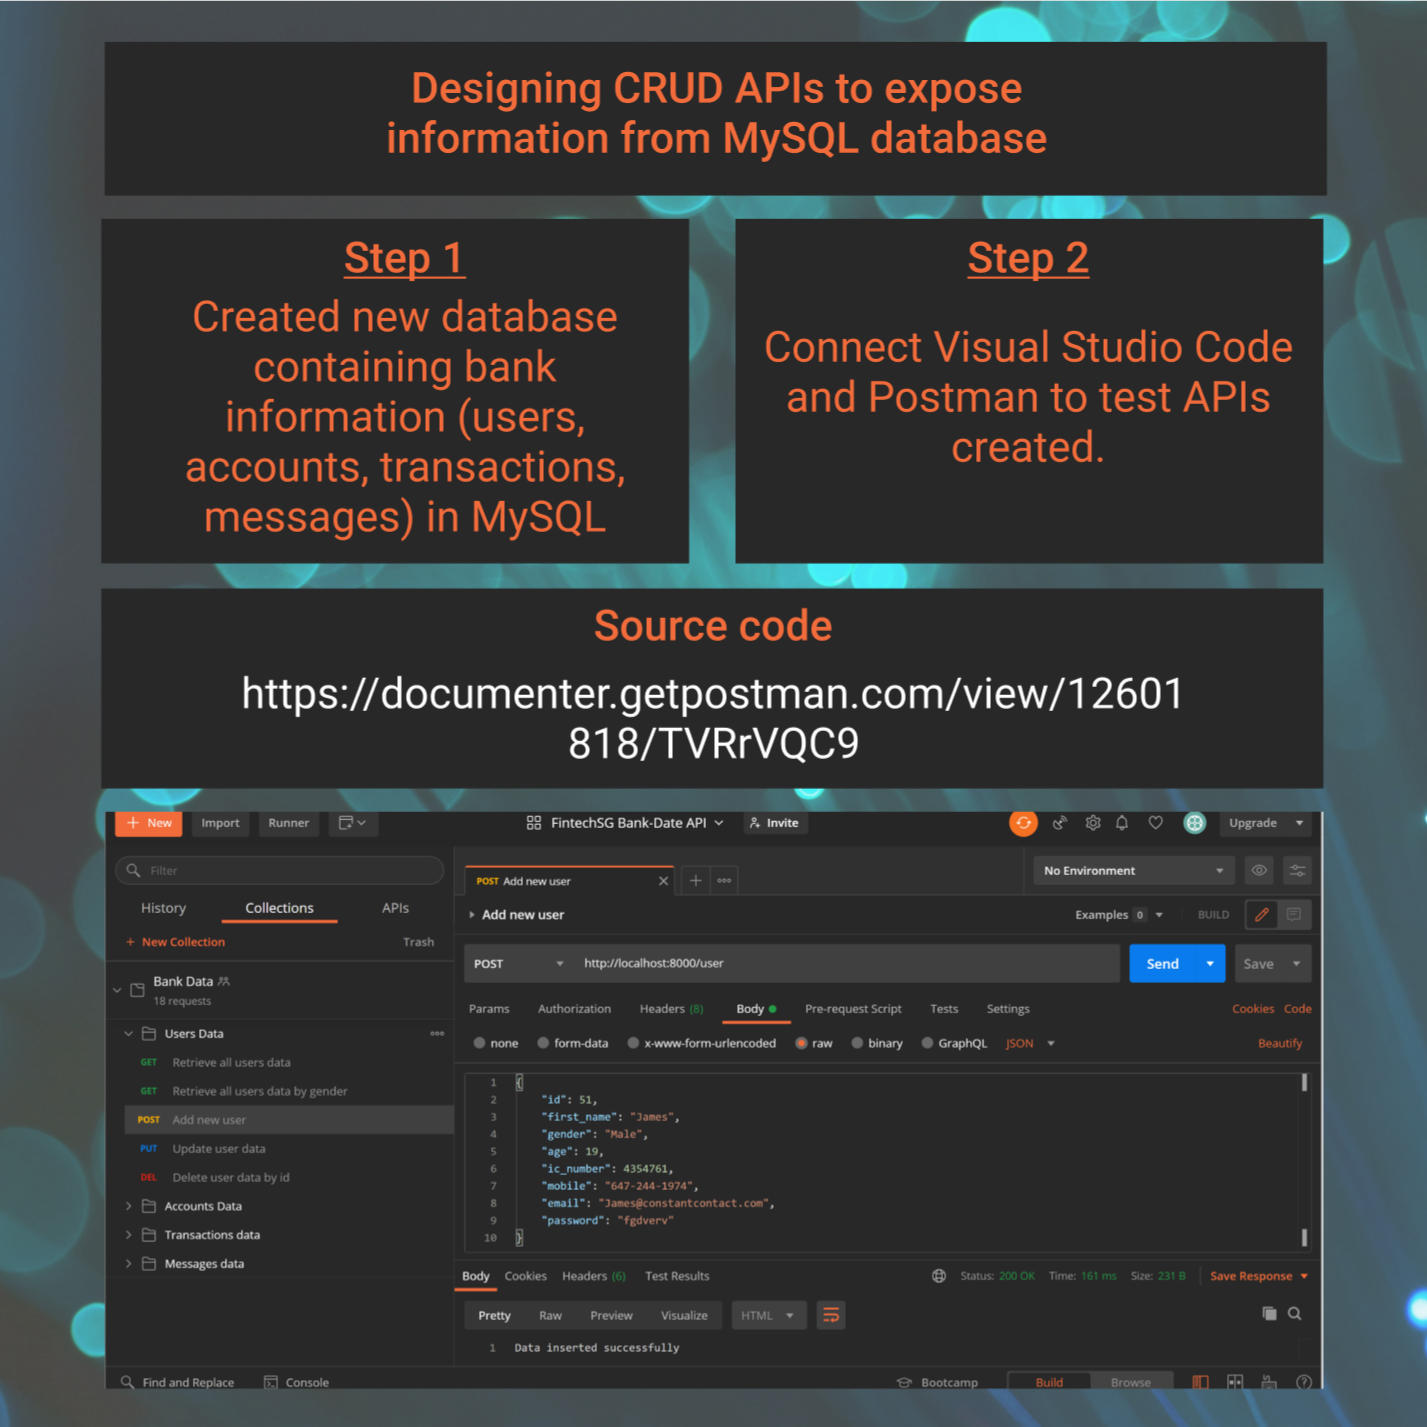 Designing CRUD APIs to expose
information from MySQL database
Step 1
Created new database
containing bank
information (users,
accounts, transactions,
messages) in MySQL
Step 2
Connect Visual Studio Code
and Postman to test APIs
created.
Source code
https://documenter.getpostman.com/view/12601
818/TVRrVQC9
+ New Import Runner FintechSG Bank-Date API Invite Upgrade
Filter
History Collections APIs
+ New Collection Trash
Bank Data
18 requests
Users Data
GET Retrieve all users data
GET Retrieve all users data by gender
POST Add new user
PUT Update user data
DEL Delete user data by id
Accounts Data
Transactions data
Messages data
POST Add new user No Environment
Add new user Examples 0 BUILD
POST http://localhost:8000/user Send Save
Params Authorization Headers (8) Body Pre-request Script Tests Settings Cookies Code
none form-data x-www-form-urlencoded raw binary GraphQL JSON Beautify
1 {
2 "id": 51,
3 "first_name": "James",
4 "gender": "Male",
5 "age": 19,
6 "ic_number": 4354761,
7 "mobile": "647-244-1974",
8 "email": "James@constantcontact.com",
9 "password": "fgdverv"
10 }
Body Cookies Headers (6) Test Results Status: 200 OK Time: 161 ms Size: 231 B Save Response
Pretty Raw Preview Visualize HTML
1 Data inserted successfully
Find and Replace Console Bootcamp Build Browse